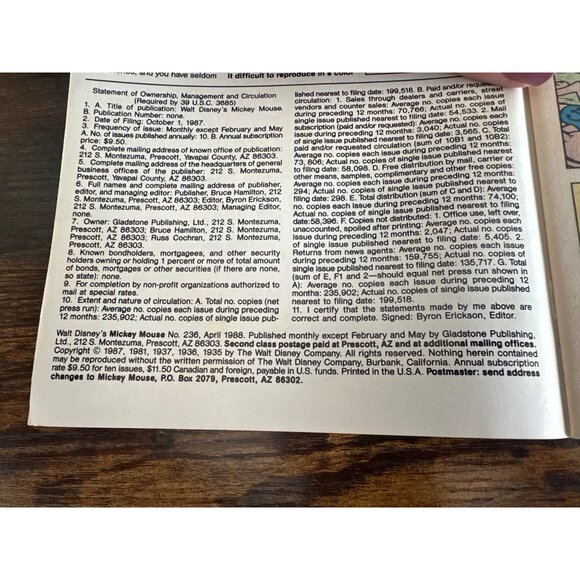 and you have seldom
it difficult to reproduce in a color
Statement of Ownership, Management and Circulation
(Required by 39 U.S.C. 3685)
1. A. Title of publication: Walt Disney's Mickey Mouse.
B. Publication Number: none.
2. Date of Filing: October 1, 1987.
3. Frequency of issue: Monthly except February and May
A. No. of issues published annually: 10. B. Annual subscription
price: $9.50.
4. Complete mailing address of known office of publication:
212 S. Montezuma, Prescott, Yavapai County, AZ 86303.
5. Complete mailing address of the headquarters of general
business offices of the publisher: 212 S. Montezuma,
Prescott, Yavapai County, AZ 86303.
6. Full names and complete mailing address of publisher,
editor, and managing editor: Publisher, Bruce Hamilton, 212
S. Montezuma, Prescott, AZ 86303; Editor, Byron Erickson,
212 S. Montezuma, Prescott, AZ 86303; Managing Editor,
none.
7. Owner: Gladstone Publishing, Ltd., 212 S. Montezuma,
Prescott, AZ 86303; Bruce Hamilton, 212 S. Montezuma,
Prescott, AZ 86303; Russ Cochran, 212 S. Montezuma,
Prescott, AZ 86303.
8. Known bondholders, mortgages, and other security
holders owning or holding 1 percent or more of total amount
of bonds, mortgages or other securities (if there are none,
so state): none.
9. For completion by non-profit organizations authorized to
mail at special rates.
10. Extent and nature of circulation: A. Total no. copies (net
press run): Average no. copies each issue during preceding
12 months: 235,902; Actual no. copies of single issue pub-
lished nearest to filing date: 199,518. B. Paid and/or
circulation: 1. Sales through dealers and carriers, street
vendors and counter sales: Average no. copies each issue
during preceding 12 months: 70,766; Actual no. copies of
single issue published nearest to filing date: 54,533. 2. Mail
subscription (paid and/or requested): Average no. copies each
issue during preceding 12 months: 3,040; Actual no. copies
of single issue published nearest to filing date: 3,565. C. Total
paid and/or requested circulation (sum of 10B1 and 10B2):
Average no. copies each issue during preceding 12 months:
73,806; Actual no. copies of single issue published nearest
to filing date: 58,098. D. Free distribution by mail, carrier or
other means, samples, complimentary and other free copies:
Average no. copies each issue during preceding 12 months:
294; Actual no. copies of single issue published nearest to
filing date: 298. E. Total distribution (sum of C and D): Average
no. copies each issue during preceding 12 months: 74,100;
Actual no. copies of single issue published nearest to filing
date: 58,396. F. Copies not distributed: 1. Office use, left over,
unaccounted, spoiled after printing: Average no. copies each
issue during preceding 12 months: 2,047; Actual no. copies
of single issue published nearest to filing date: 5,405. 2.
Returns from news agents: Average no. copies each issue
during preceding 12 months: 159,755; Actual no. copies of
single issue published nearest to filing date: 135,717. G. Total
(sum of E, F1 and 2—should equal net press run shown in
A): Average no. copies each issue during preceding 12
months: 235,902; Actual no. copies of single issue published
nearest to filing date: 199,518.
11. I certify that the statements made by me above are
correct and complete. Signed: Byron Erickson, Editor.
Walt Disney's Mickey Mouse No. 236, April 1988. Published monthly except February and May by Gladstone Publishing,
Ltd., 212 S. Montezuma, Prescott, AZ 86303. Second class postage paid at Prescott, AZ and at additional mailing offices.
Copyright © 1987, 1981, 1937, 1936, 1935 by The Walt Disney Company. All rights reserved. Nothing herein contained
may be reproduced without the written permission of The Walt Disney Company, Burbank, California. Annual subscription
rate $9.50 for ten issues, $11.50 Canadian and foreign, payable in U.S. funds. Printed in the U.S.A. Postmaster: send address
changes to Mickey Mouse, P.O. Box 2079, Prescott, AZ 86302.